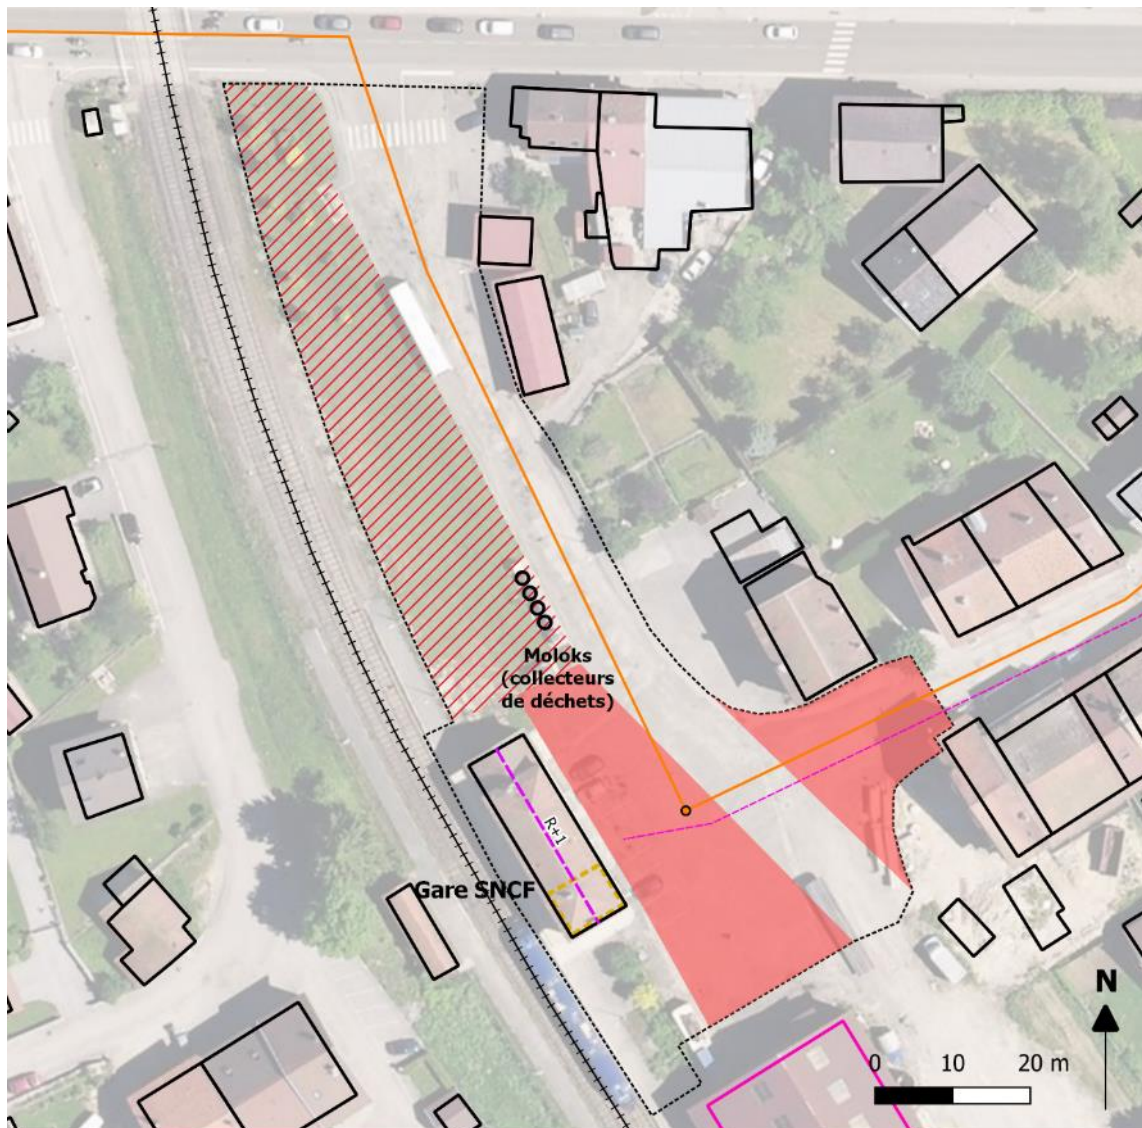 Moloks
(collecteurs
de déchets)
R+1
Gare SNCF
N
0 10 20 m